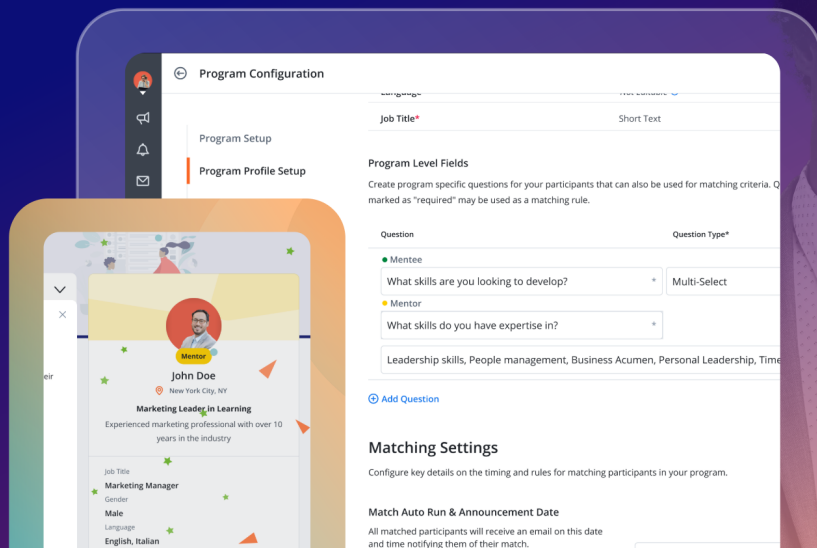 Program Configuration
Language
Not Editable
Job Title*
Short Text
Program Setup
Program Profile Setup
Program Level Fields
Create program specific questions for your participants that can also be used for matching criteria. Q
marked as "required" may be used as a matching rule.
Question
Question Type*
Mentee
What skills are you looking to develop? *
Multi-Select
Mentor
What skills do you have expertise in? *
Leadership skills, People management, Business Acumen, Personal Leadership, Time
Add Question
Matching Settings
Configure key details on the timing and rules for matching participants in your program.
Match Auto Run & Announcement Date
All matched participants will receive an email on this date
and time notifying them of their match.
eir
Mentor
John Doe
New York City, NY
Marketing Leader in Learning
Experienced marketing professional with over 10
years in the industry
Job Title
Marketing Manager
Gender
Male
Language
English, Italian